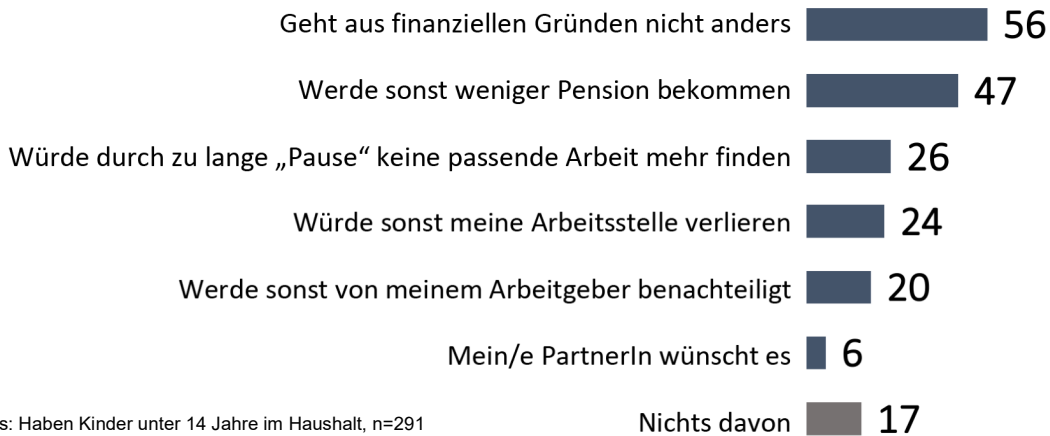 Geht aus finanziellen Gründen nicht anders 56
Werde sonst weniger Pension bekommen 47
Würde durch zu lange „Pause“ keine passende Arbeit mehr finden 26
Würde sonst meine Arbeitsstelle verlieren 24
Werde sonst von meinem Arbeitgeber benachteiligt 20
Mein/e PartnerIn wünscht es 6
Nichts davon 17
s: Haben Kinder unter 14 Jahre im Haushalt, n=291